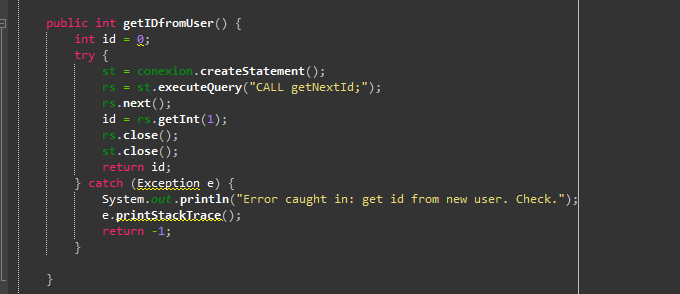 public int getIDfromUser() {
int id = 0;
try {
st = conexion.createStatement();
rs = st.executeQuery("CALL getNextId;");
rs.next();
id = rs.getInt(1);
rs.close();
st.close();
return id;
} catch (Exception e) {
System.out.println("Error caught in: get id from new user. Check.");
e.printStackTrace();
return -1;
}
}